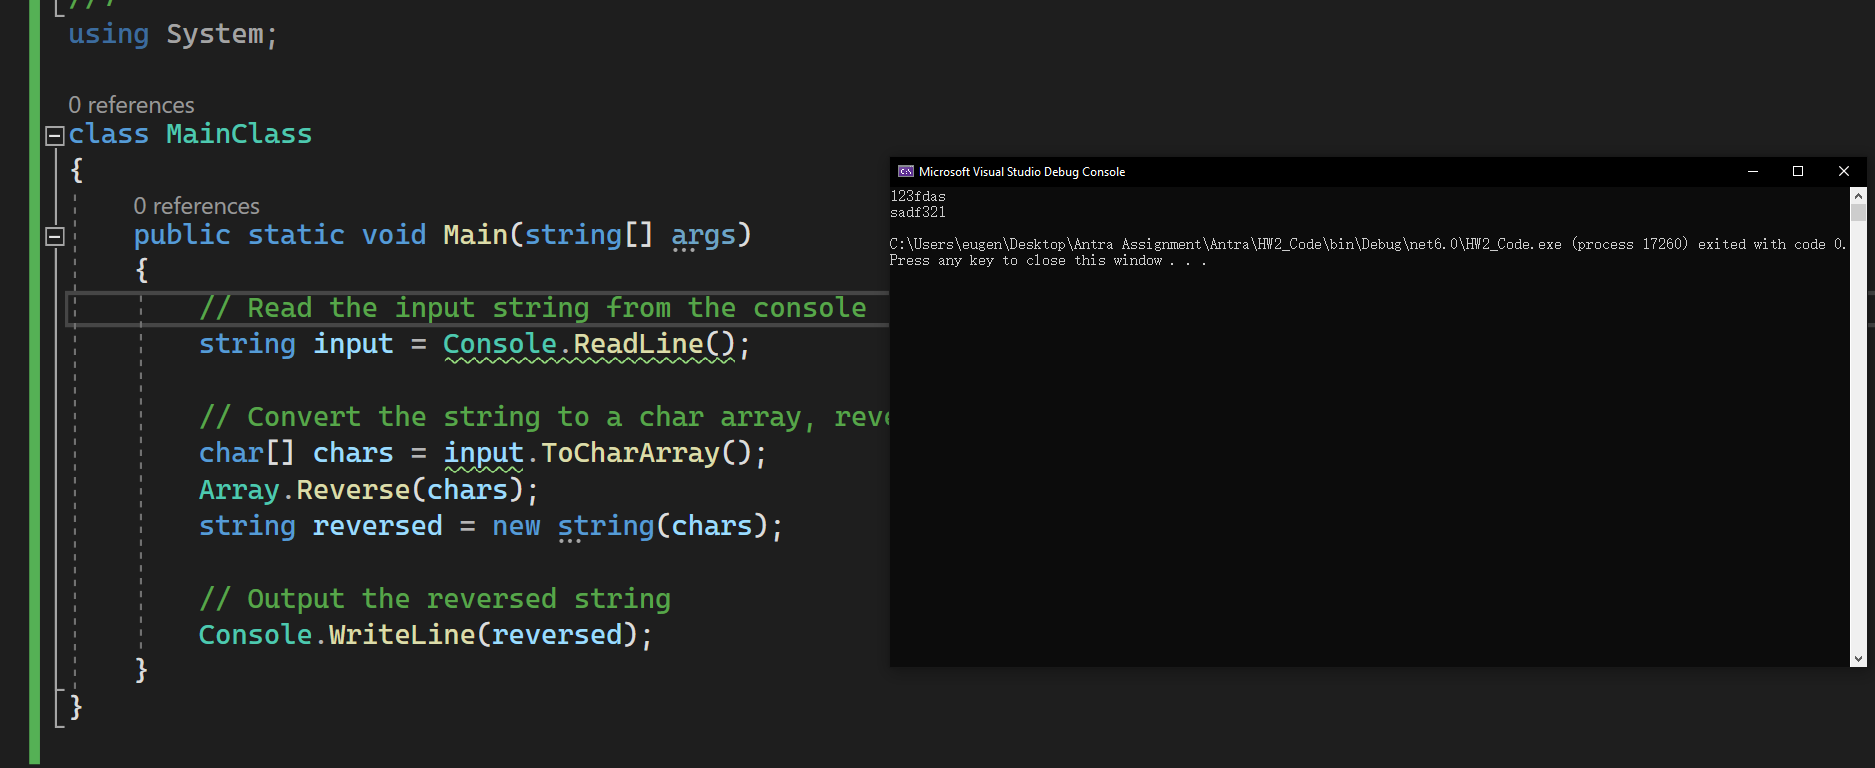 using System;
0 references
class MainClass
{
0 references
public static void Main(string[] args)
{
// Read the input string from the console
string input = Console.ReadLine();
// Convert the string to a char array, reve
char[] chars = input.ToCharArray();
Array.Reverse(chars);
string reversed = new string(chars);
// Output the reversed string
Console.WriteLine(reversed);
}
}
Microsoft Visual Studio Debug Console
123fdas
sadf321
C:\Users\eugen\Desktop\Antra Assignment\Antra\HW2_Code\bin\Debug\net6.0\HW2_Code.exe (process 17260) exited with code 0.
Press any key to close this window . . .